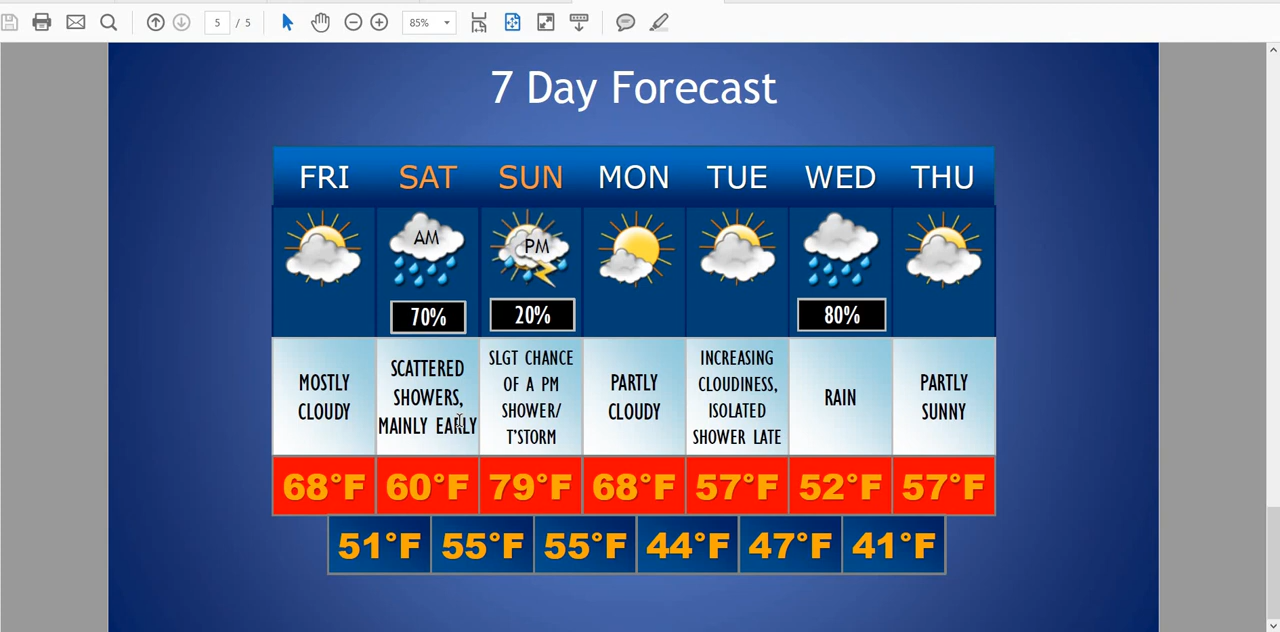 5 / 5 85%
7 Day Forecast
FRI SAT SUN MON TUE WED THU
AM PM
70% 20% 80%
MOSTLY
CLOUDY
SCATTERED
SHOWERS,
MAINLY EARLY
SLGT CHANCE
OF A PM
SHOWER/
T'STORM
PARTLY
CLOUDY
INCREASING
CLOUDINESS,
ISOLATED
SHOWER LATE
RAIN
PARTLY
SUNNY
68°F 60°F 79°F 68°F 57°F 52°F 57°F
51°F 55°F 55°F 44°F 47°F 41°F